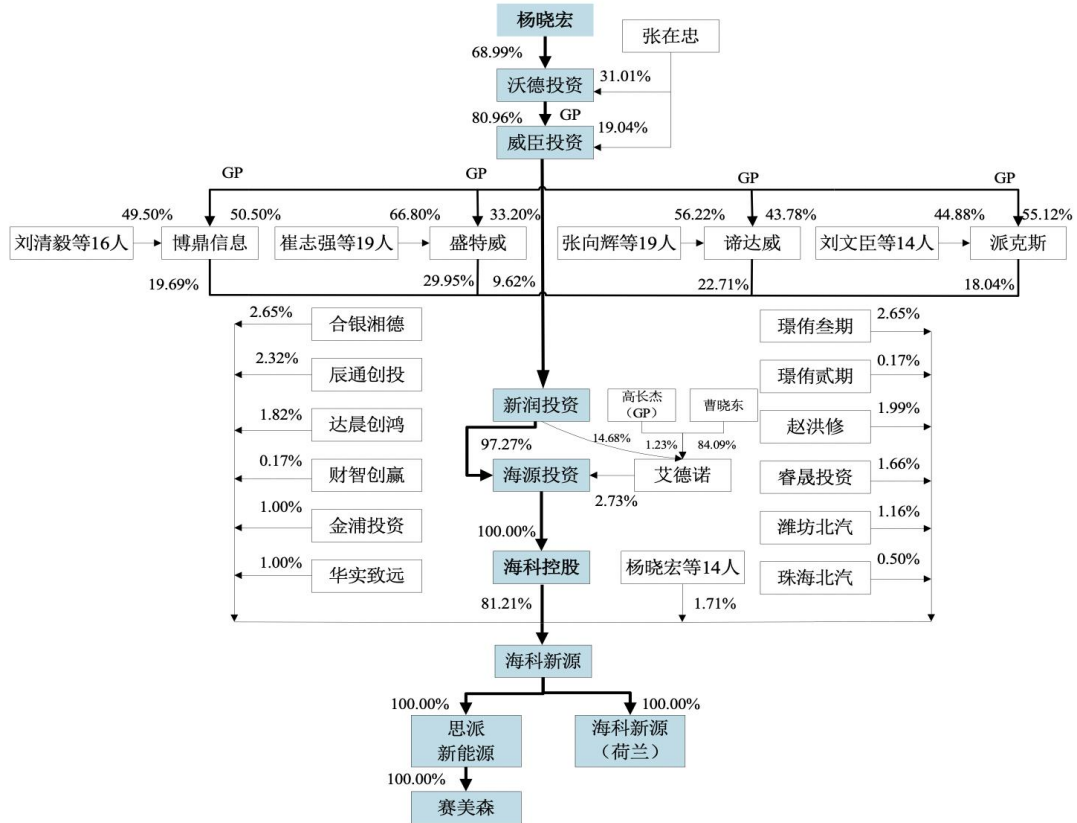 杨晓宏
张在忠
68.99%
31.01%
沃德投资
80.96%
GP
19.04%
威臣投资
GP
GP
GP
GP
49.50%
50.50%
66.80%
33.20%
56.22%
43.78%
44.88%
55.12%
刘清毅等16人
博鼎信息
崔志强等19人
盛特威
张向辉等19人
谛达威
刘文臣等14人
派克斯
19.69%
29.95%
9.62%
22.71%
18.04%
2.65%
合银湘德
璟侑叁期
2.65%
2.32%
辰通创投
璟侑贰期
0.17%
新润投资
高长杰
（GP）
曹晓东
1.82%
达晨创鸿
赵洪修
1.99%
97.27%
14.68%
1.23%
84.09%
0.17%
财智创赢
海源投资
艾德诺
睿晟投资
1.66%
2.73%
1.00%
金浦投资
100.00%
潍坊北汽
1.16%
1.00%
华实致远
海科控股
杨晓宏等14人
珠海北汽
0.50%
81.21%
1.71%
海科新源
100.00%
100.00%
思派
新能源
海科新源
（荷兰）
100.00%
赛美森